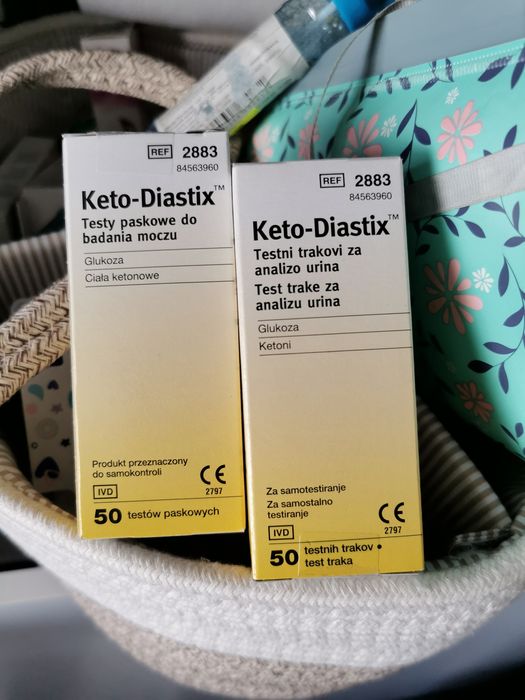 REF 2883
84563960
Keto-Diastix™
Testy paskowe do
badania moczu
Glukoza
Ciała ketonowe
Produkt przeznaczony
do samokontroli
IVD
CE
2797
50 testów paskowych
REF 2883
84563960
Keto-Diastix™
Testni trakovi za
analizo urina
Test trake za
analizu urina
Glukoza
Ketoni
Za samotestiranje
Za samostalno
testiranje
IVD
CE
2797
50 testnih trakov •
test traka